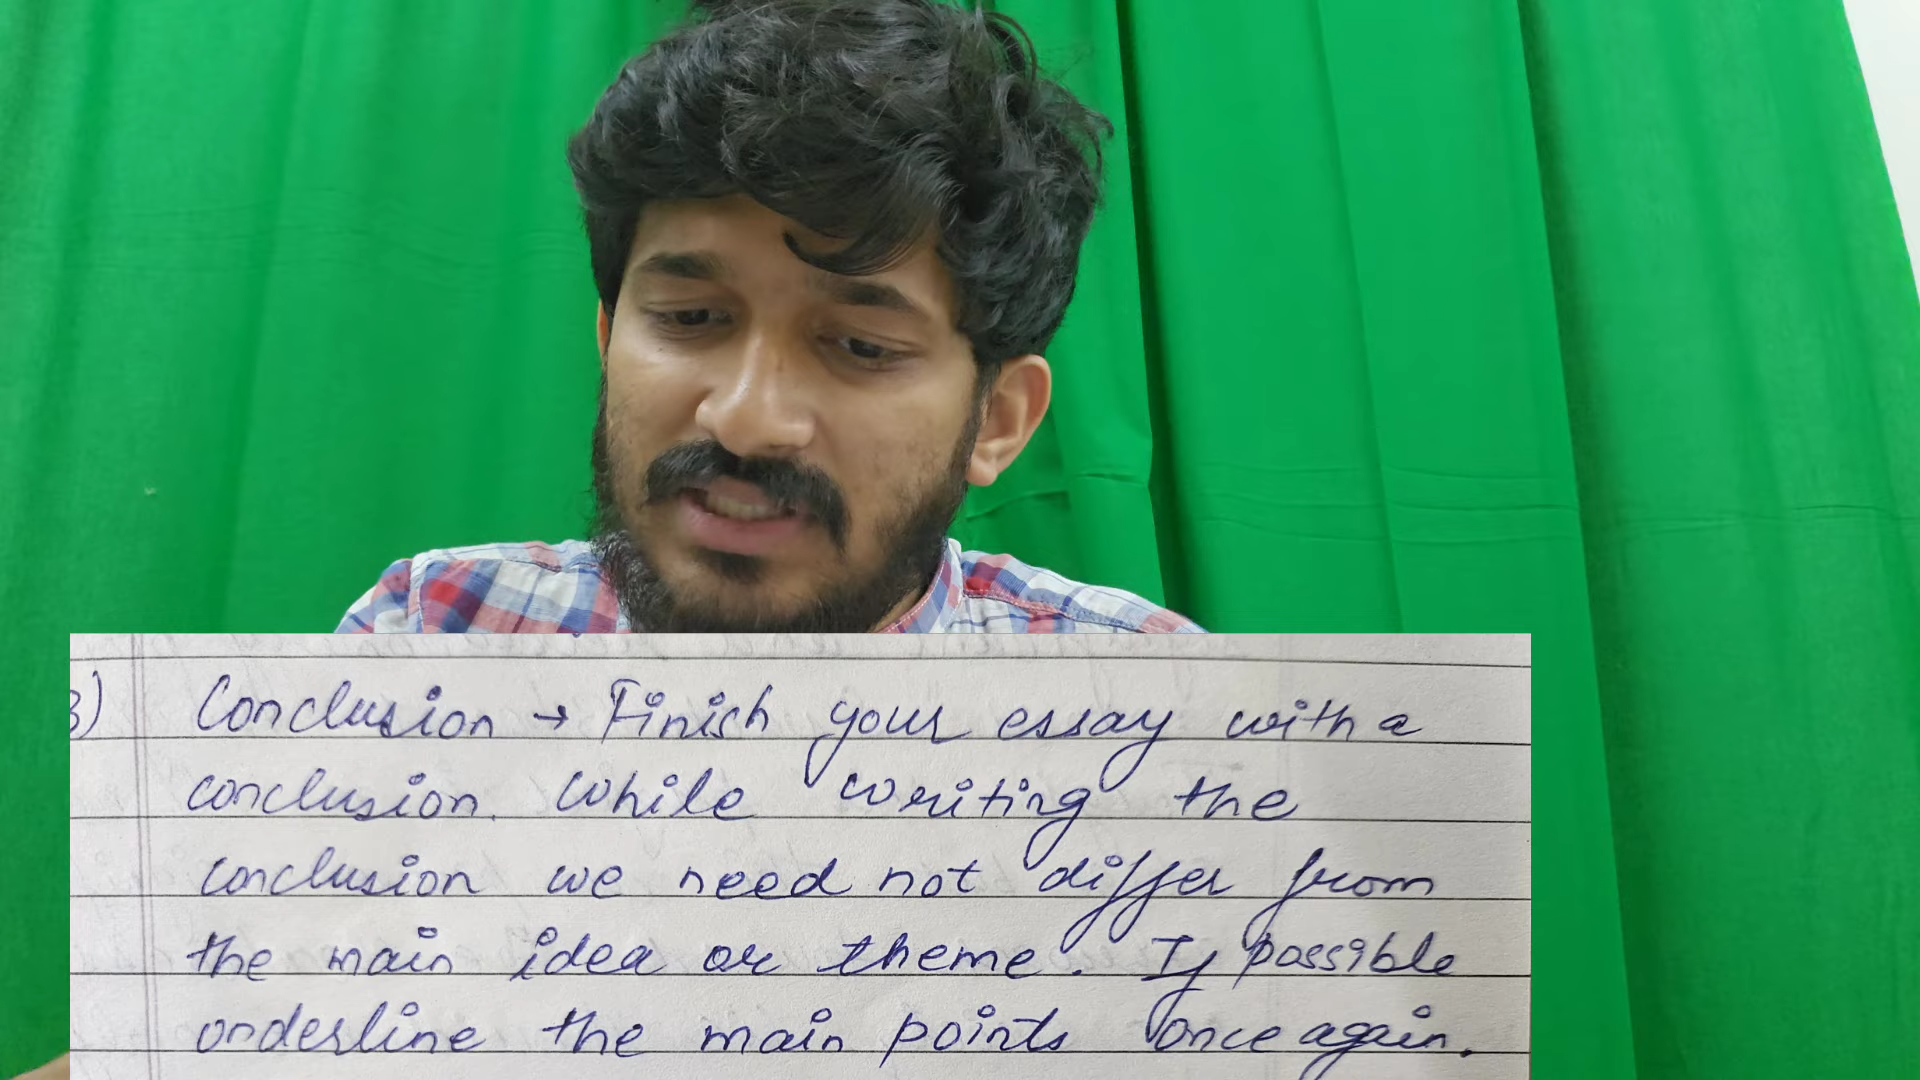 3) Conclusion → Finish your essay with a
conclusion. While writing the
conclusion we need not differ from
the main idea or theme. If possible
underline the main points once again.